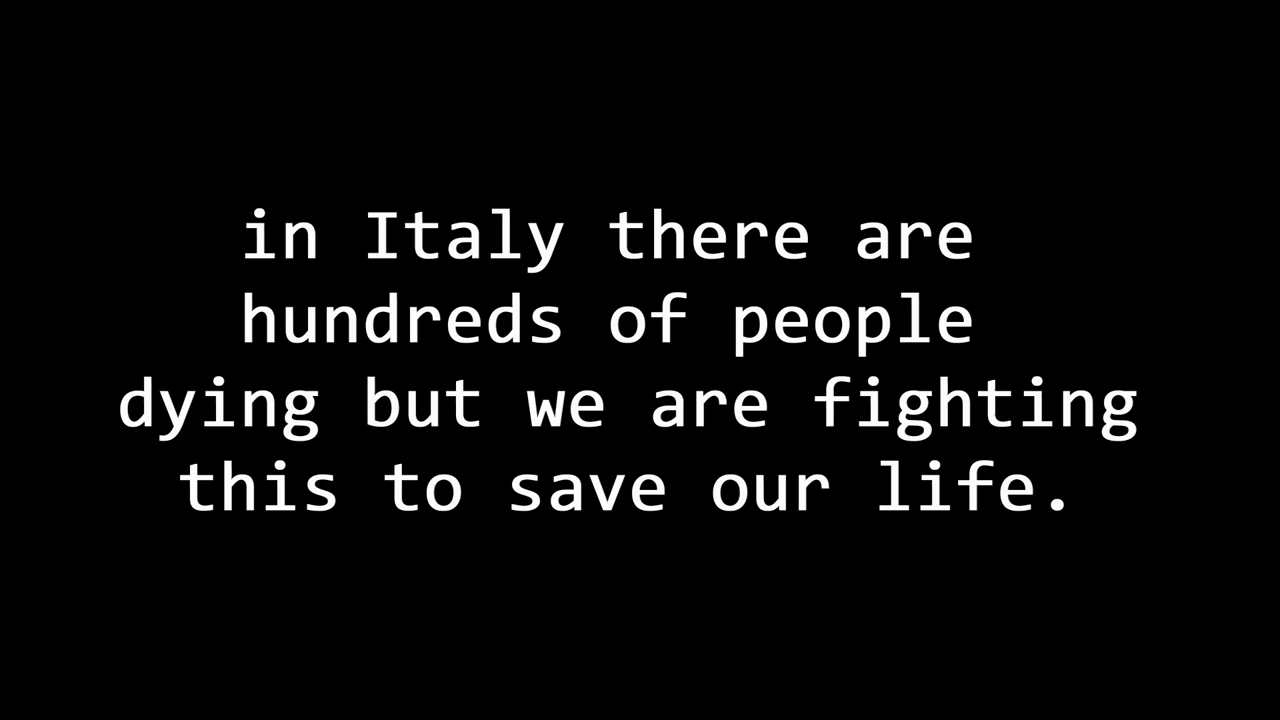 in Italy there are
hundreds of people
dying but we are fighting
this to save our life.